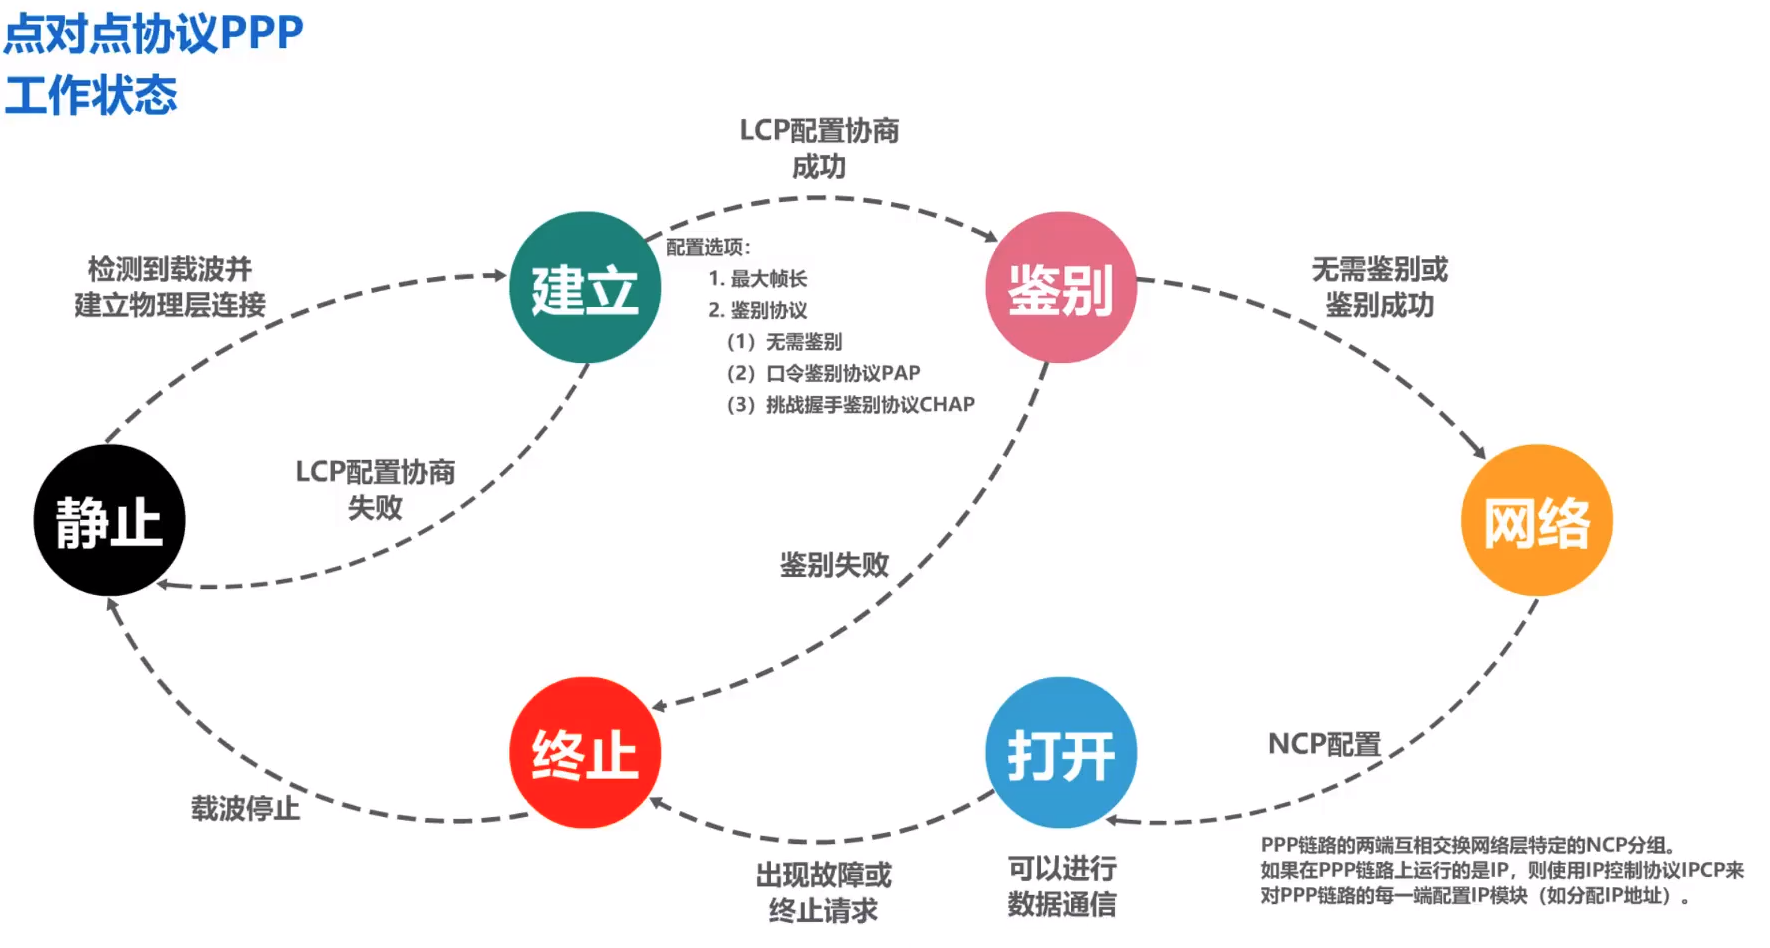 点对点协议PPP
工作状态
LCP配置协商
成功
检测到载波并
建立物理层连接
建立
配置选项：
1. 最大帧长
2. 鉴别协议
（1）无需鉴别
（2）口令鉴别协议PAP
（3）挑战握手鉴别协议CHAP
鉴别
无需鉴别或
鉴别成功
LCP配置协商
失败
静止
鉴别失败
网络
终止
打开
NCP配置
载波停止
出现故障或
终止请求
可以进行
数据通信
PPP链路的两端互相交换网络层特定的NCP分组。
如果在PPP链路上运行的是IP，则使用IP控制协议IPCP来
对PPP链路的每一端配置IP模块（如分配IP地址）。